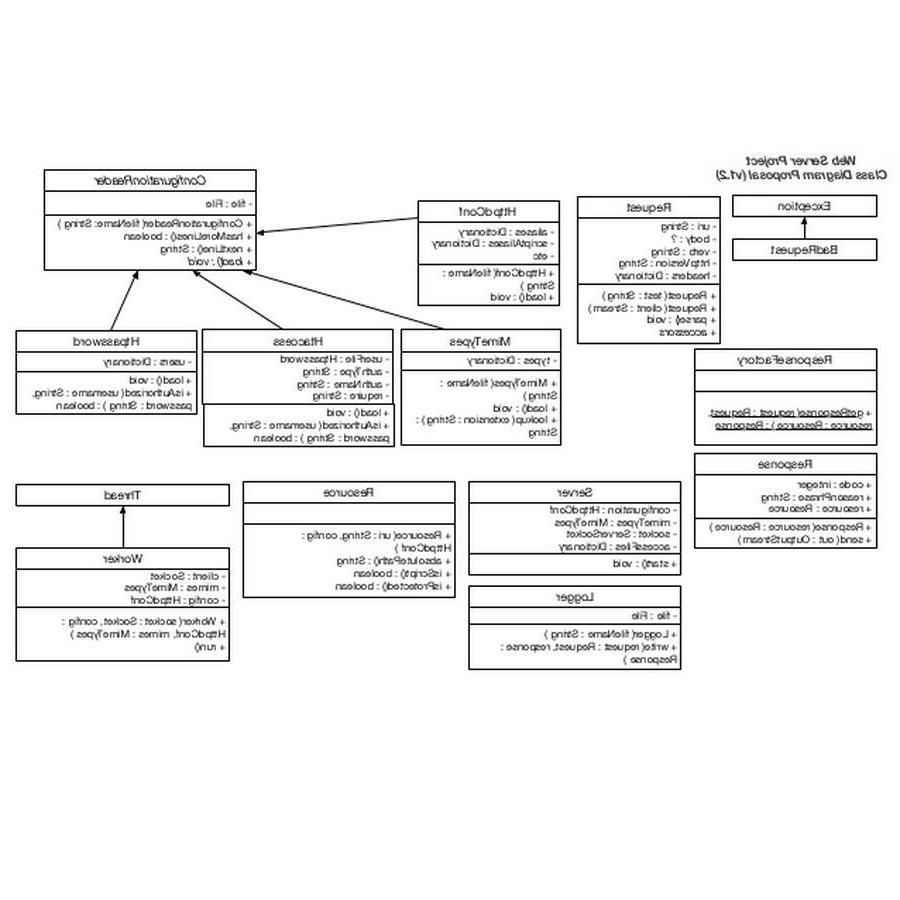 Web Server Project
Class Diagram Proposal (v1.2)
Exception
BadRequest
Request
- uri : String
- body : ?
- verb : String
- httpVersion : String
- headers : Dictionary
+ Request( test : String )
+ Request( client : Stream )
+ parse() : void
+ accessors
HttpdConf
- aliases : Dictionary
- scriptAliases : Dictionary
- etc
+ HttpdConf( fileName :
String )
+ load() : void
ConfigurationReader
- file : File
+ ConfigurationReader( fileName: String )
+ hasMoreLines() : boolean
+ nextLine() : String
+ load() : void
ResponseFactory
+ getResponse( request : Request,
resource : Resource ) : Response
MimeTypes
- types : Dictionary
+ MimeTypes( fileName :
String )
+ load() : void
+ lookup( extension : String ) :
String
Htaccess
- userFile : Htpassword
- authType : String
- authName : String
- require : String
+ load() : void
+ isAuthorized( username : String,
password : String ) : boolean
Htpassword
- users : Dictionary
+ load() : void
+ isAuthorized( username : String,
password : String ) : boolean
Response
+ code : integer
+ reasonPhrase : String
+ resource : Resource
+ Response( resource : Resource )
+ send( out : OutputStream )
Server
- configuration : HttpdConf
- mimeTypes : MimeTypes
- socket : ServerSocket
- accessFiles : Dictionary
+ start() : void
Resource
+ Resource( uri : String, config :
HttpdConf )
+ absolutePath() : String
+ isScript() : boolean
+ isProtected() : boolean
Thread
Worker
- client : Socket
- mimes : MimeTypes
- config : HttpdConf
+ Worker( socket : Socket, config :
HttpdConf, mimes : MimeTypes )
+ run()
Logger
- file : File
+ Logger( fileName : String )
+ write( request : Request, response :
Response )